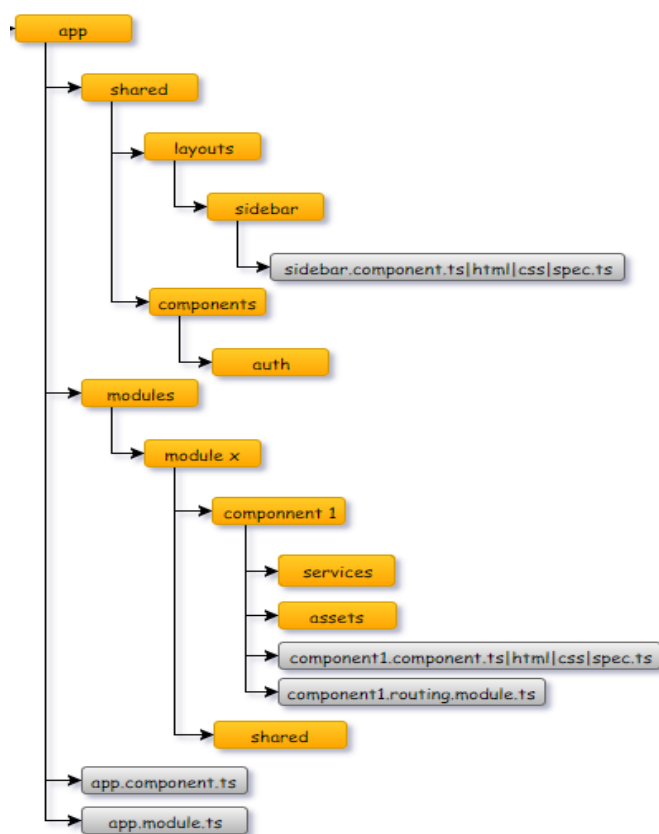 app
shared
layouts
sidebar
sidebar.component.ts|html|css|spec.ts
components
auth
modules
module x
componnent 1
services
assets
component1.component.ts|html|css|spec.ts
component1.routing.module.ts
shared
app.component.ts
app.module.ts